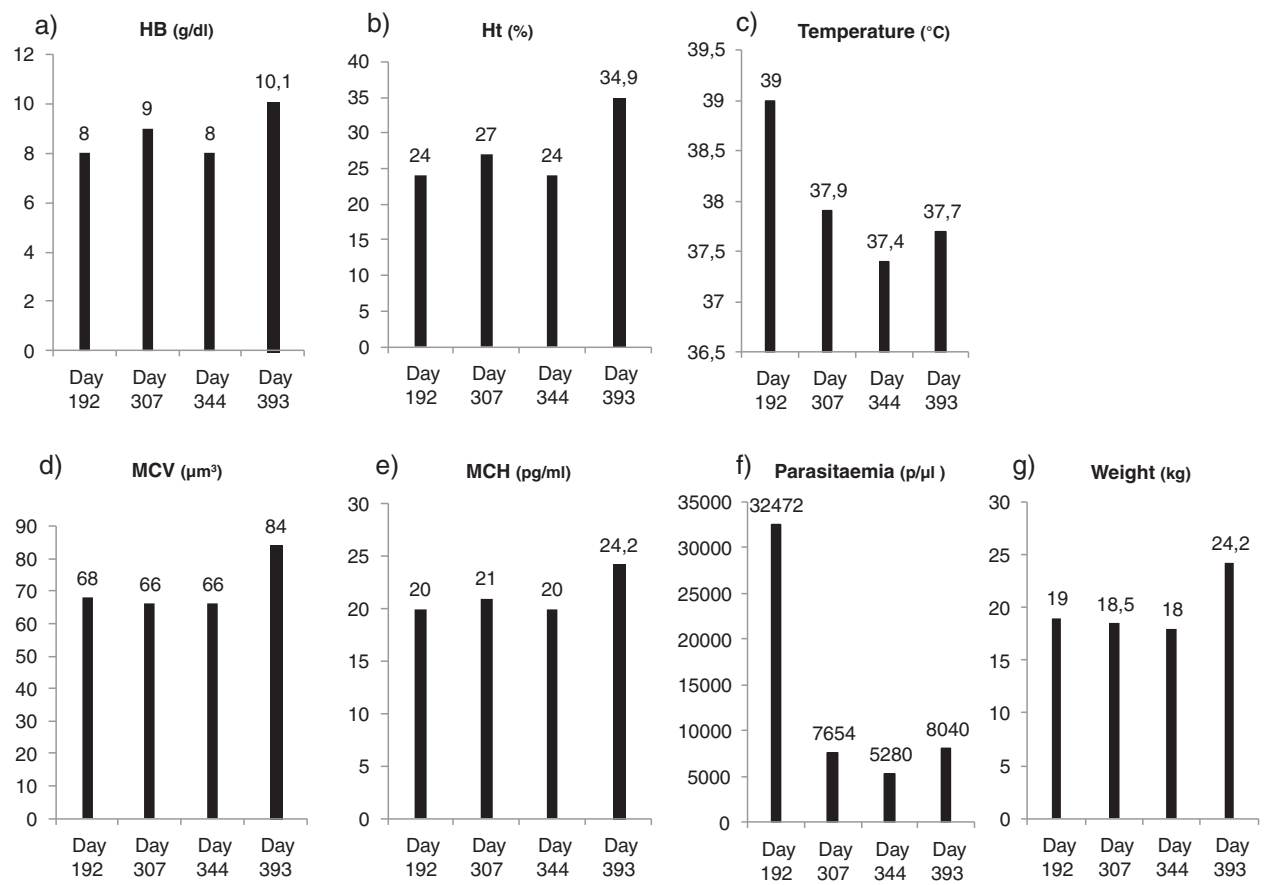 a)
HB (g/dl)
12
10
8
6
4
2
0
8
9
8
10,1
Day Day Day Day
192 307 344 393
b)
Ht (%)
40
35
30
25
20
15
10
5
0
24
27
24
34,9
Day Day Day Day
192 307 344 393
c)
Temperature (°C)
39,5
39
38,5
38
37,5
37
36,5
39
37,9
37,4
37,7
Day Day Day Day
192 307 344 393
d)
MCV (µm³)
90
80
70
60
50
40
30
20
10
0
68
66
66
84
Day Day Day Day
192 307 344 393
e)
MCH (pg/ml)
30
25
20
15
10
5
0
20
21
20
24,2
Day Day Day Day
192 307 344 393
f)
Parasitaemia (p/µl )
35000
30000
25000
20000
15000
10000
5000
0
32472
7654
5280
8040
Day Day Day Day
192 307 344 393
g)
Weight (kg)
30
25
20
15
10
5
0
19
18,5
18
24,2
Day Day Day Day
192 307 344 393